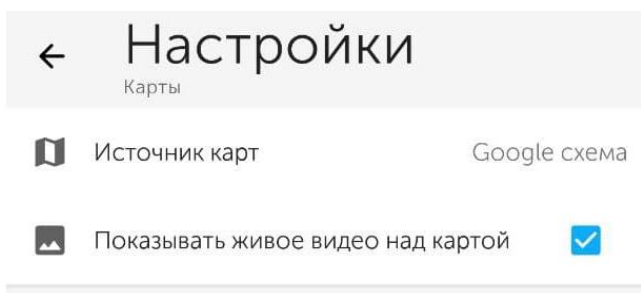 Настройки
Карты
Источник карт Google схема
Показывать живое видео над картой